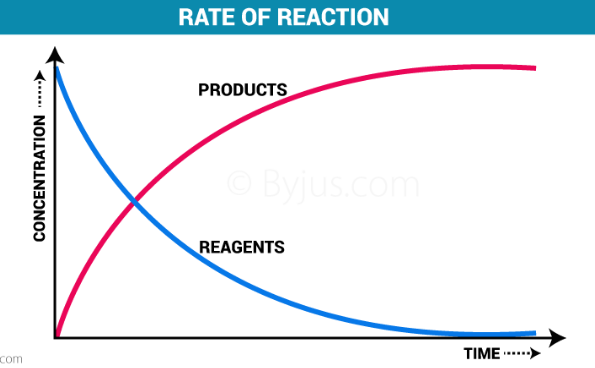 RATE OF REACTION
PRODUCTS
© Byjus.com
CONCENTRATION
REAGENTS
TIME
com